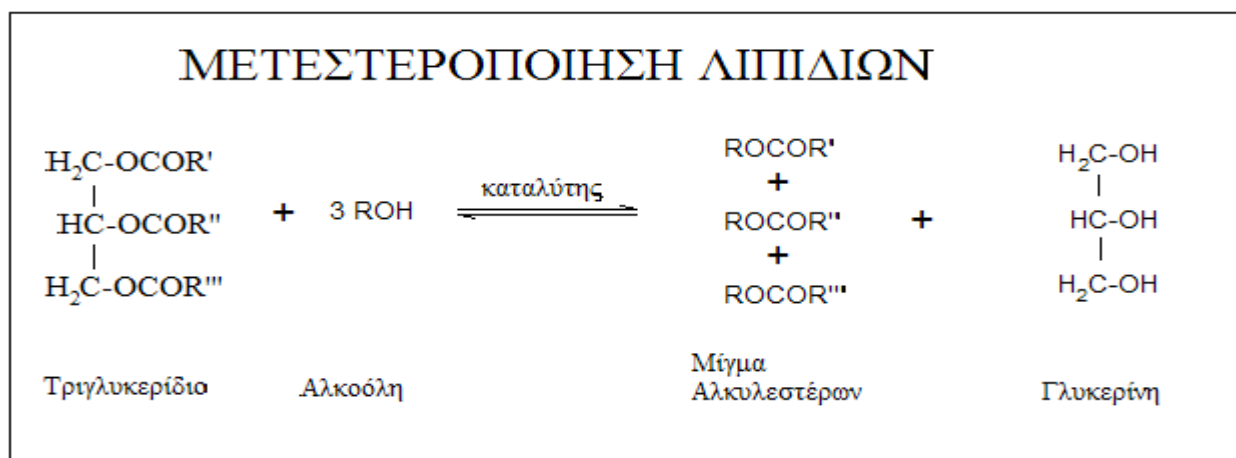 ΜΕΤΕΣΤΕΡΟΠΟΙΗΣΗ ΛΙΠΙΔΙΩΝ
H₂C-OCOR'
HC-OCOR''
H₂C-OCOR'''
+
3 ROH
καταλύτης
ROCOR'
+
ROCOR''
+
ROCOR'''
+
H₂C-OH
HC-OH
H₂C-OH
Τριγλυκερίδιο
Αλκοόλη
Μίγμα
Αλκυλεστέρων
Γλυκερίνη